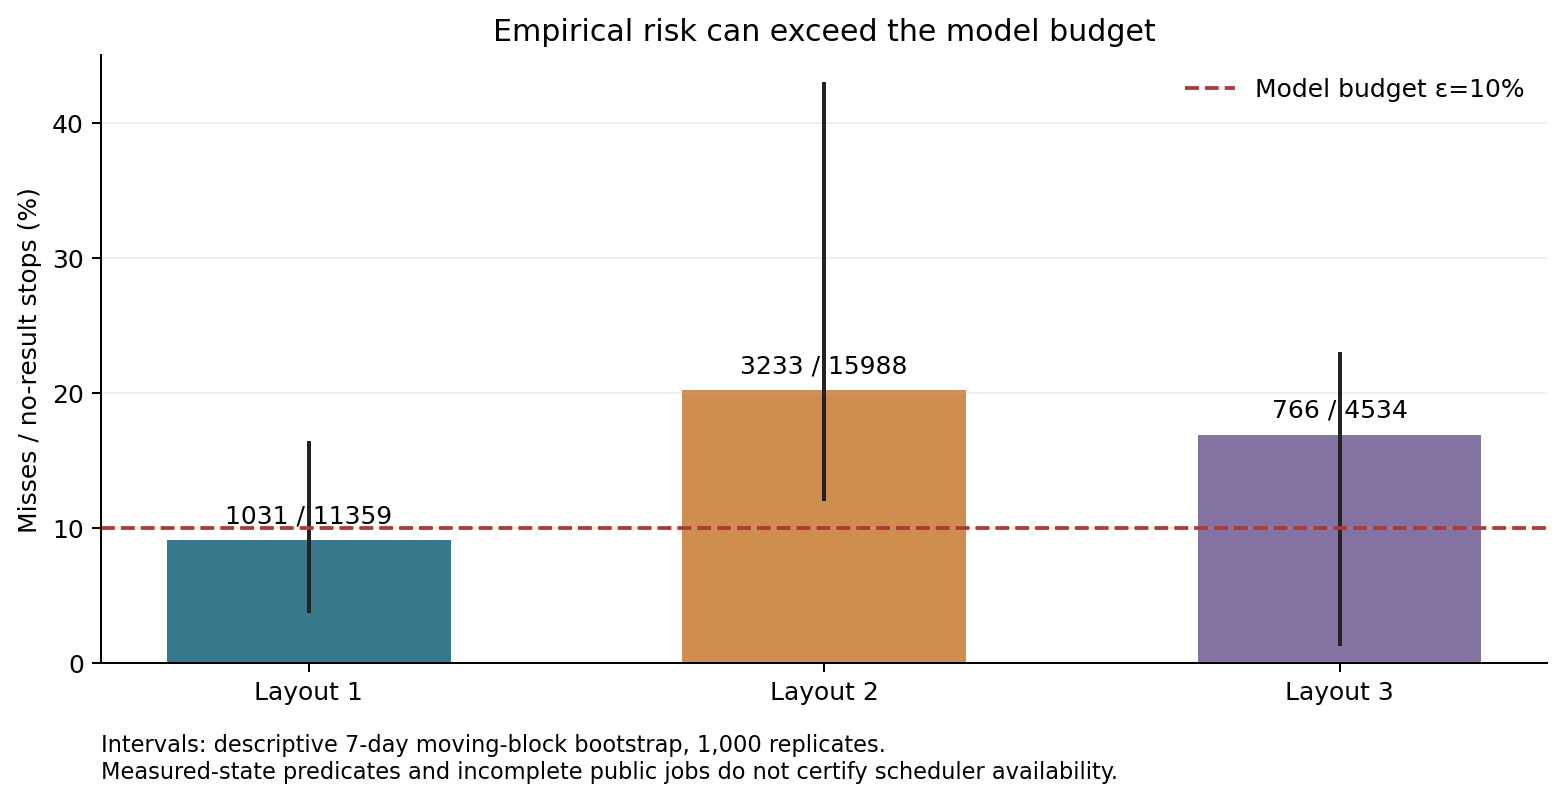 Empirical risk can exceed the model budget
Model budget ε=10%
Misses / no-result stops (%)
40
30
20
10
0
3233 / 15988
766 / 4534
1031 / 11359
Layout 1
Layout 2
Layout 3
Intervals: descriptive 7-day moving-block bootstrap, 1,000 replicates.
Measured-state predicates and incomplete public jobs do not certify scheduler availability.